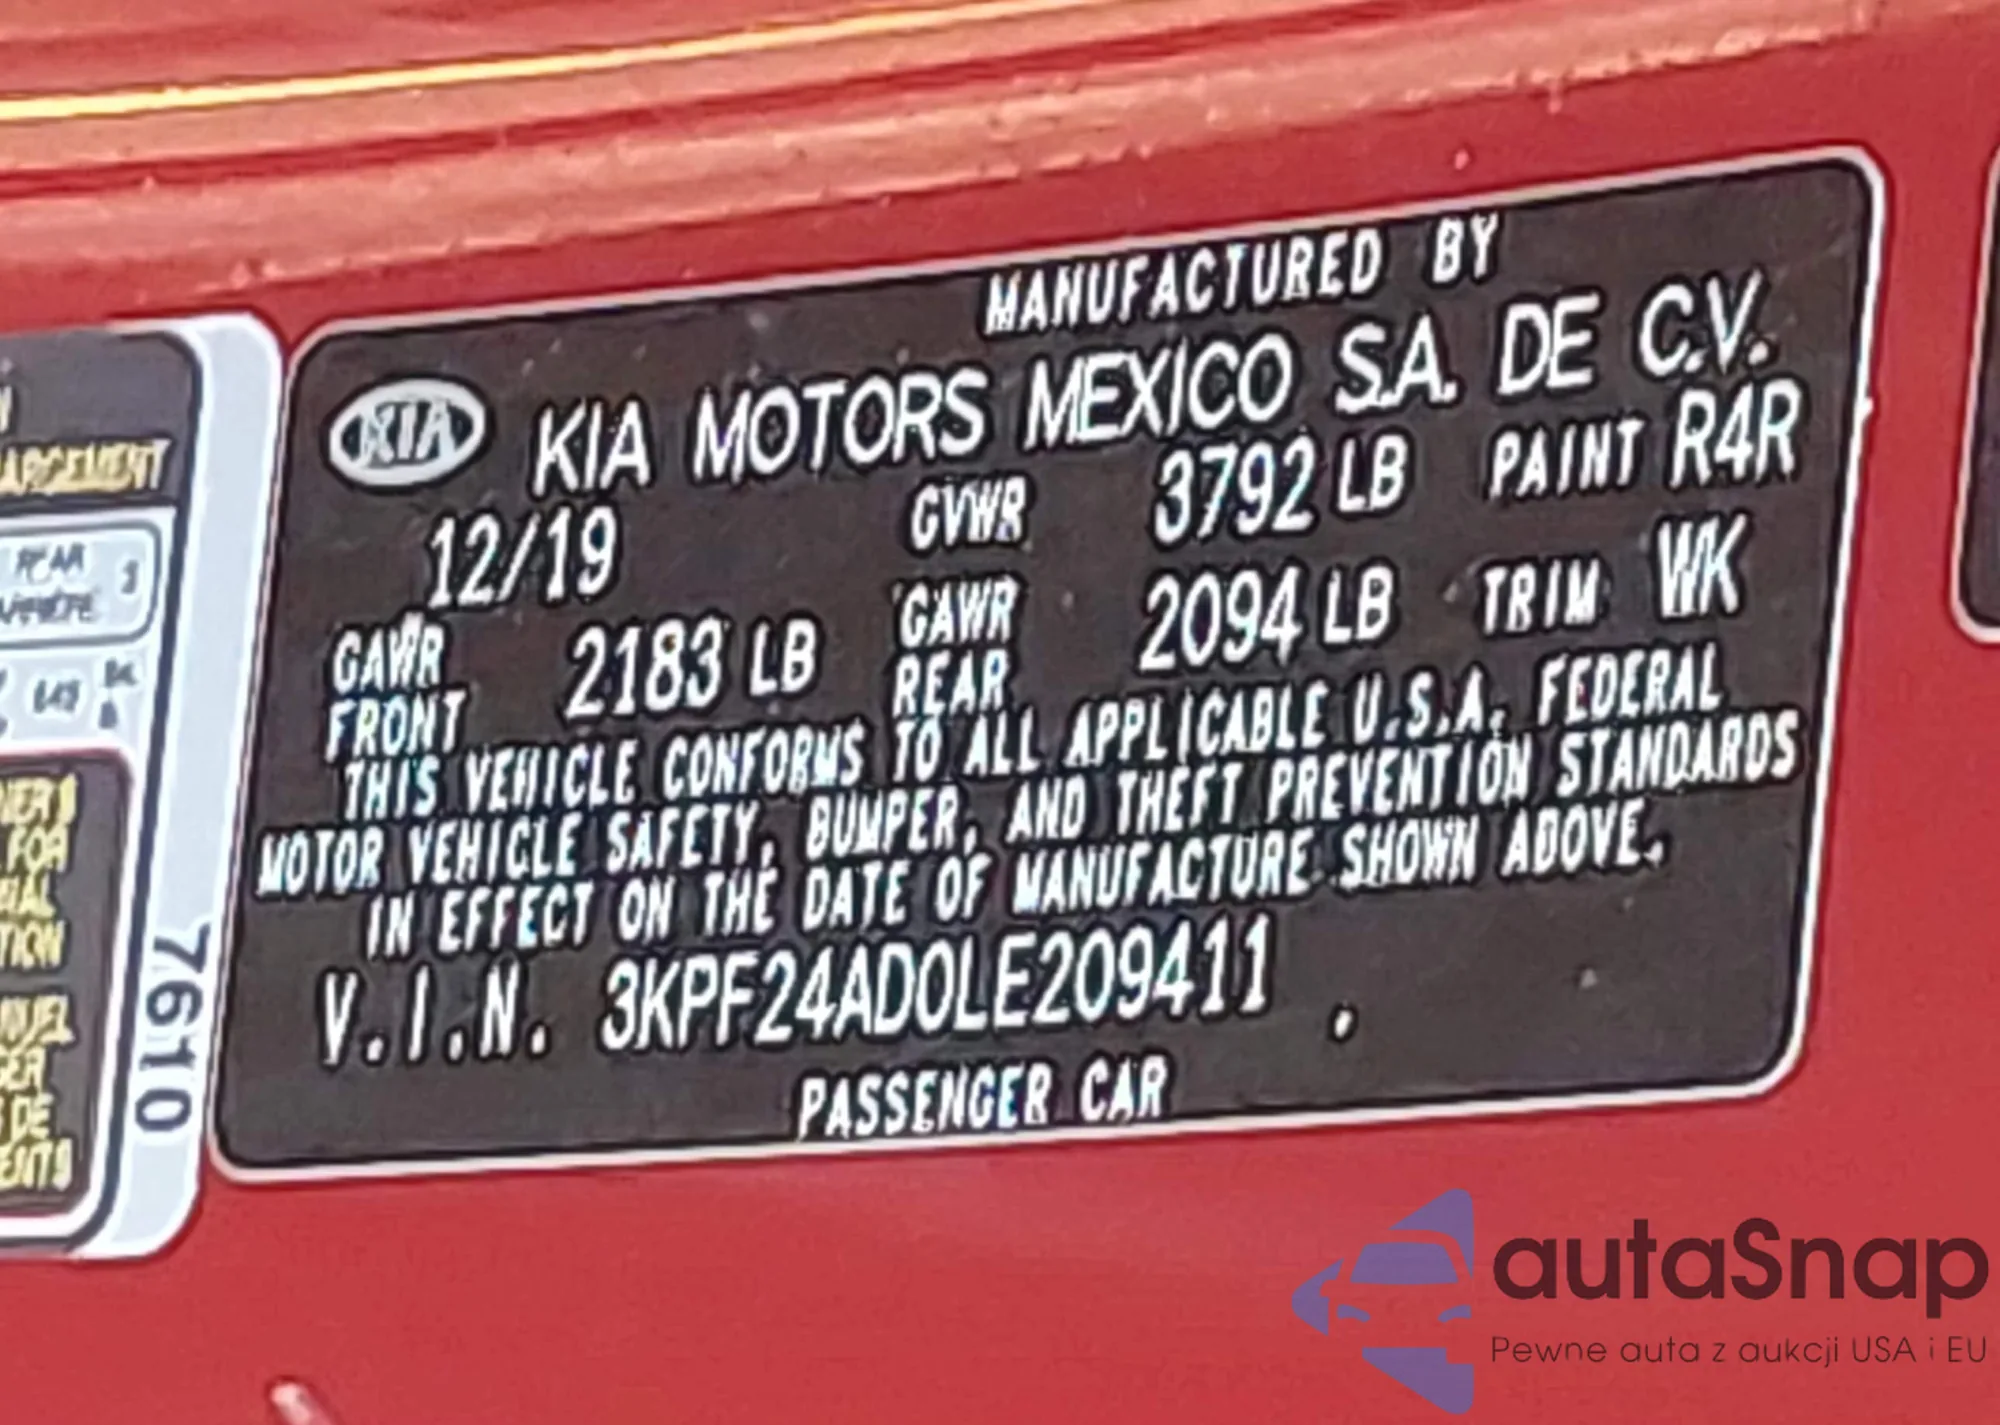 MANUFACTURED BY
KIA KIA MOTORS MEXICO S.A. DE C.V.
12/19 GVWR 3792 LB PAINT R4R
GAWR FRONT 2183 LB GAWR REAR 2094 LB TRIM WK
THIS VEHICLE CONFORMS TO ALL APPLICABLE U.S.A. FEDERAL
MOTOR VEHICLE SAFETY, BUMPER, AND THEFT PREVENTION STANDARDS
IN EFFECT ON THE DATE OF MANUFACTURE SHOWN ABOVE.
V.I.N. 3KPF24AD0LE209411 .
PASSENGER CAR
REAR
7610
FOR
DE
autaSnap
Pewne auta z aukcji USA i EU